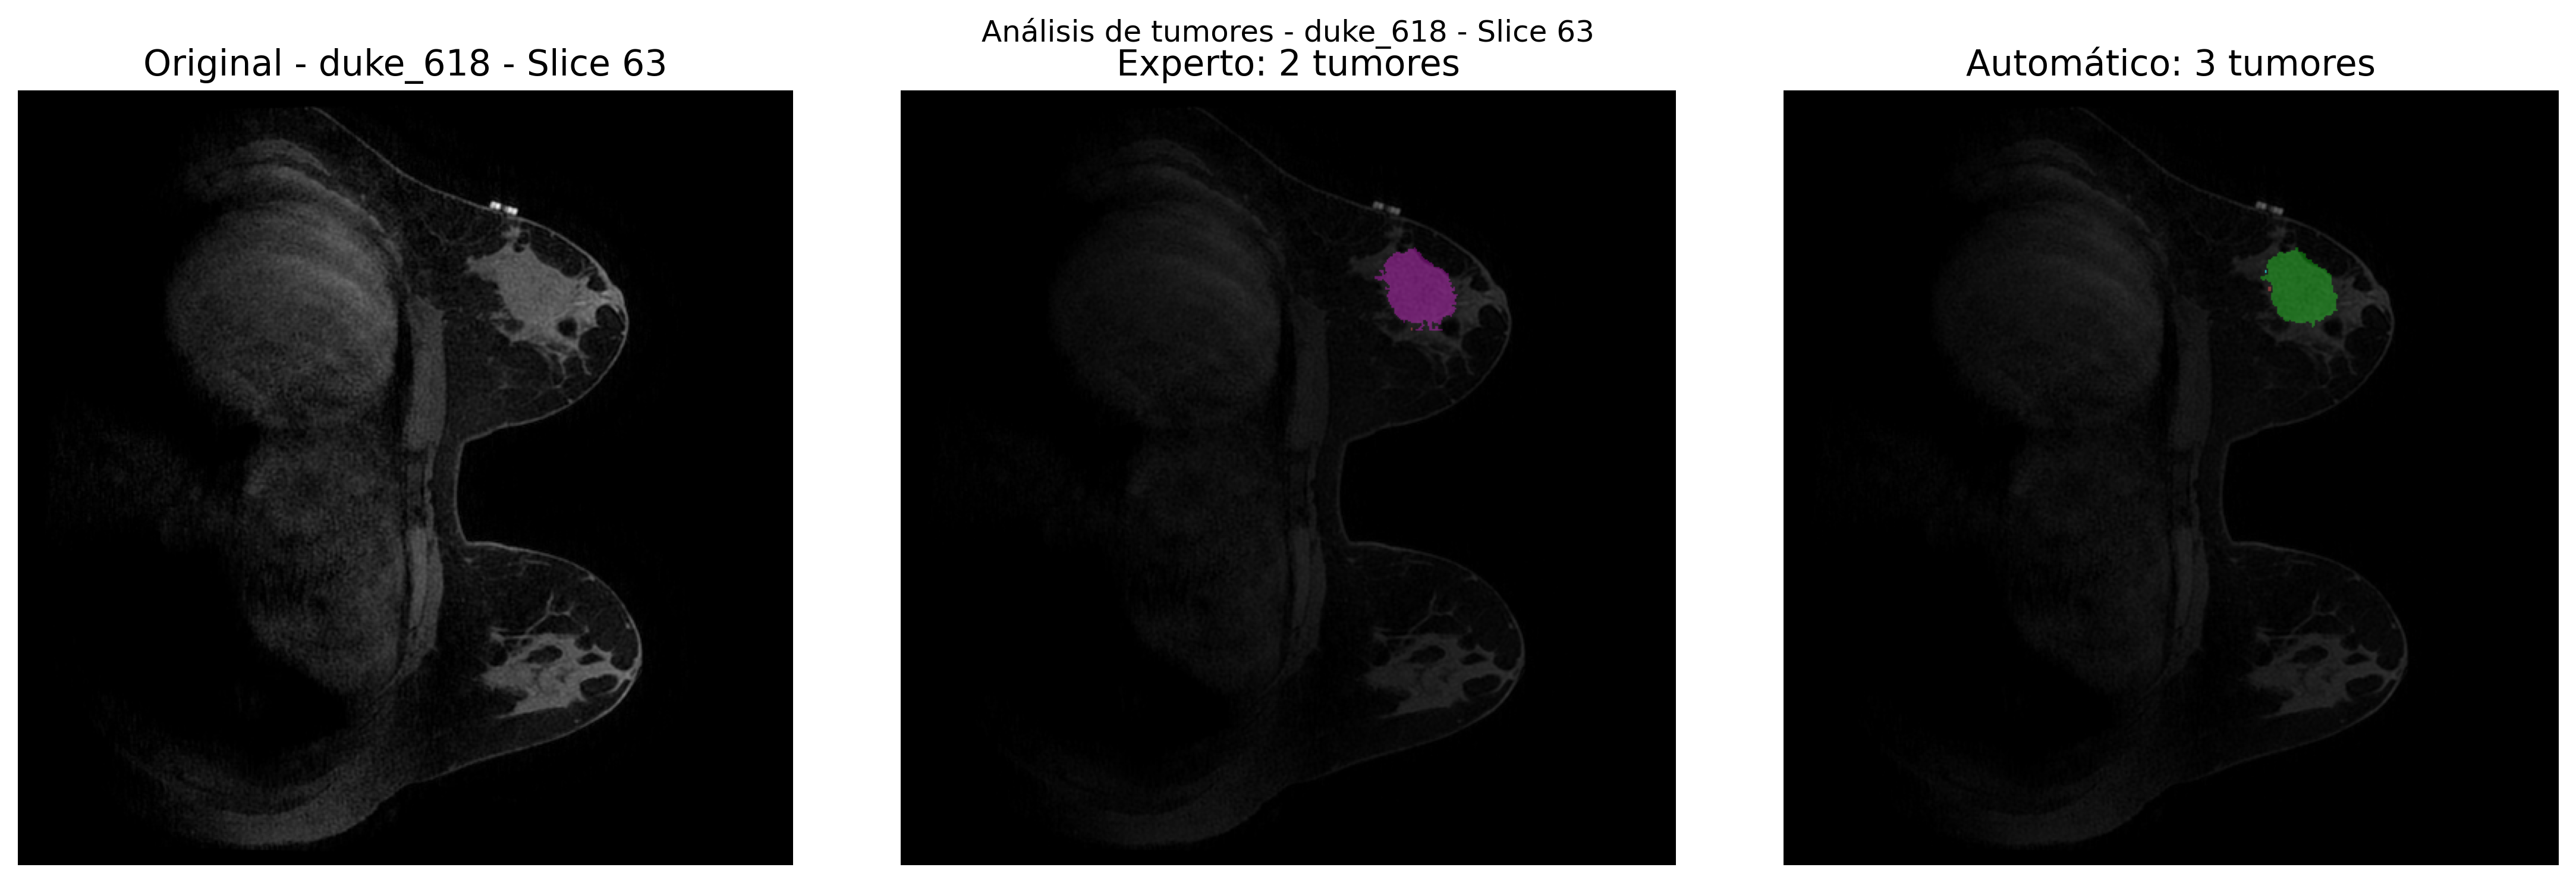 Análisis de tumores - duke_618 - Slice 63
Original - duke_618 - Slice 63
Experto: 2 tumores
Automático: 3 tumores